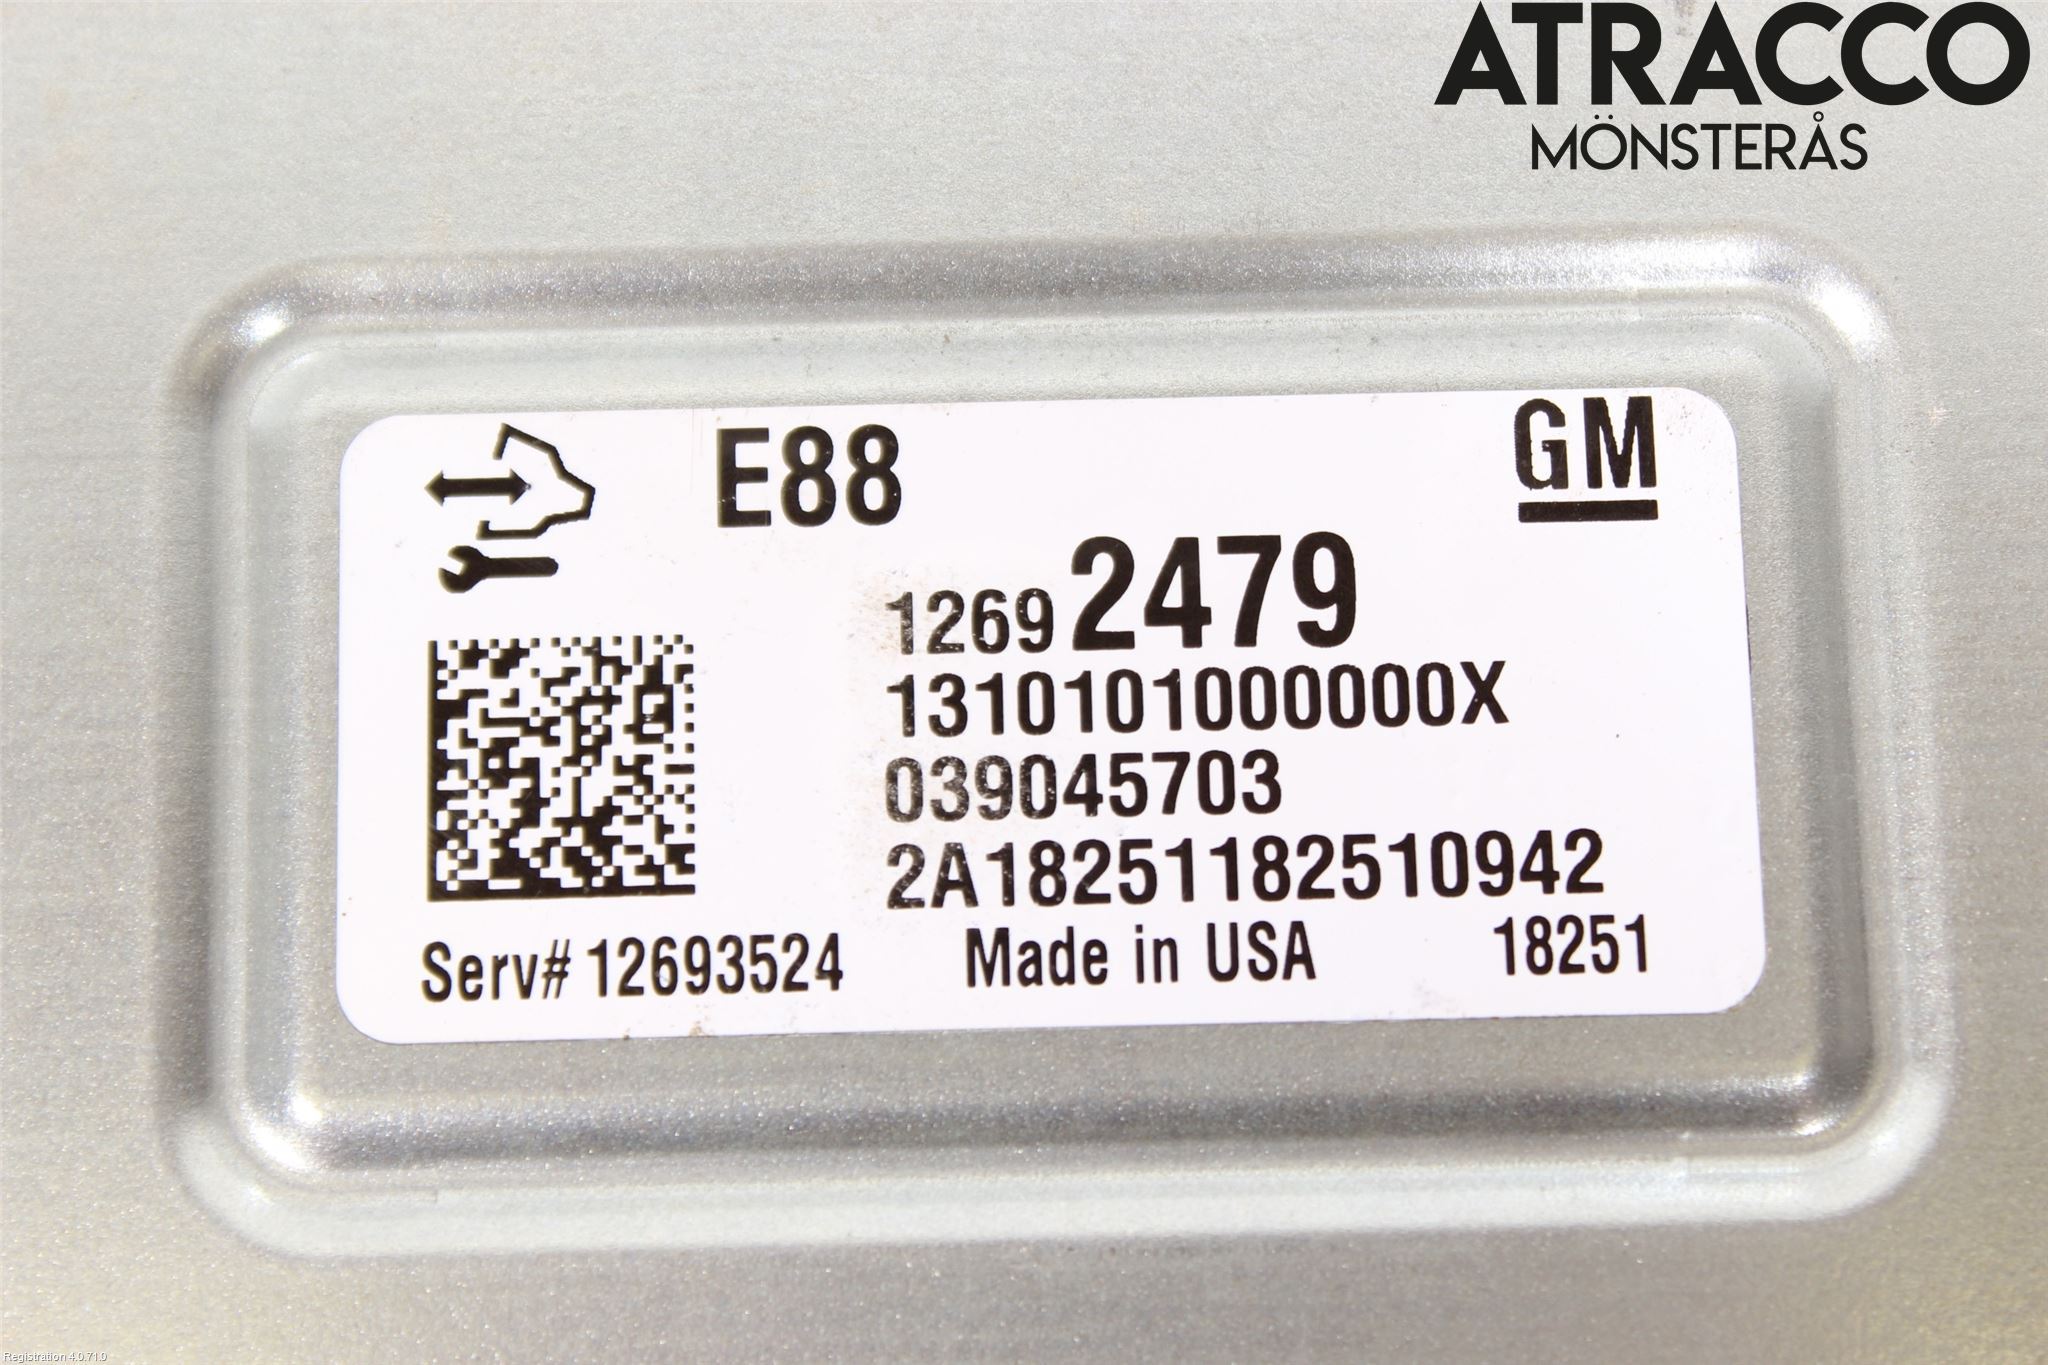 ATRACCO
MÖNSTERÅS
E88
GM
12692479
1310101000000X
039045703
2A18251182510942
Serv# 12693524 Made in USA 18251
Registration 4.0.71.0